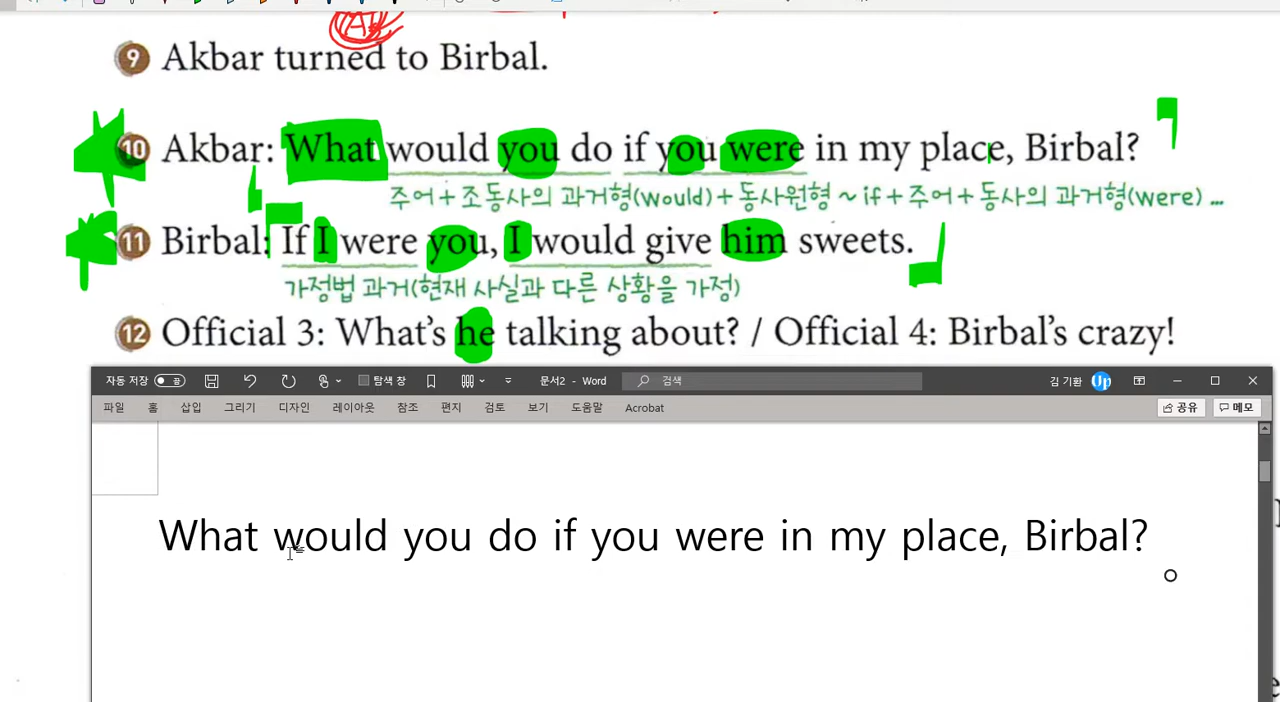 9 Akbar turned to Birbal.
10 Akbar: What would you do if you were in my place, Birbal?
주어+조동사의 과거형(would)+동사원형 ~ if+주어+동사의 과거형(were) ...
11 Birbal: If I were you, I would give him sweets.
가정법 과거(현재 사실과 다른 상황을 가정)
12 Official 3: What's he talking about? / Official 4: Birbal's crazy!
자동 저장 끔 탐색 창 문서2 - Word 검색 김 기환 Up
파일 홈 삽입 그리기 디자인 레이아웃 참조 편지 검토 보기 도움말 Acrobat 공유 메모
What would you do if you were in my place, Birbal?